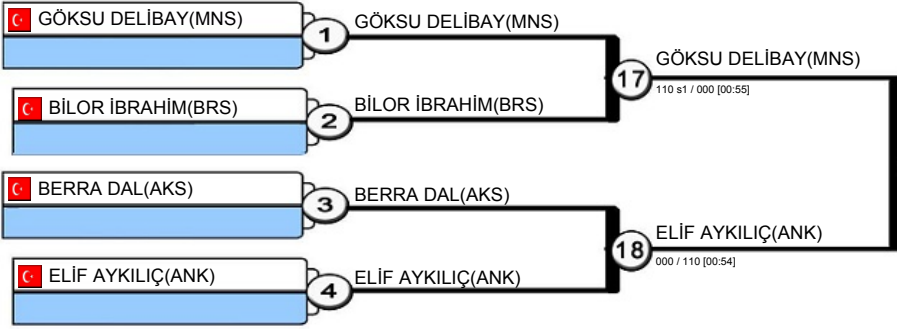 GÖKSU DELİBAY(MNS)
1
GÖKSU DELİBAY(MNS)
BİLOR İBRAHİM(BRS)
2
BİLOR İBRAHİM(BRS)
17
GÖKSU DELİBAY(MNS)
110 s1 / 000 [00:55]
BERRA DAL(AKS)
3
BERRA DAL(AKS)
ELİF AYKILIÇ(ANK)
4
ELİF AYKILIÇ(ANK)
18
ELİF AYKILIÇ(ANK)
000 / 110 [00:54]